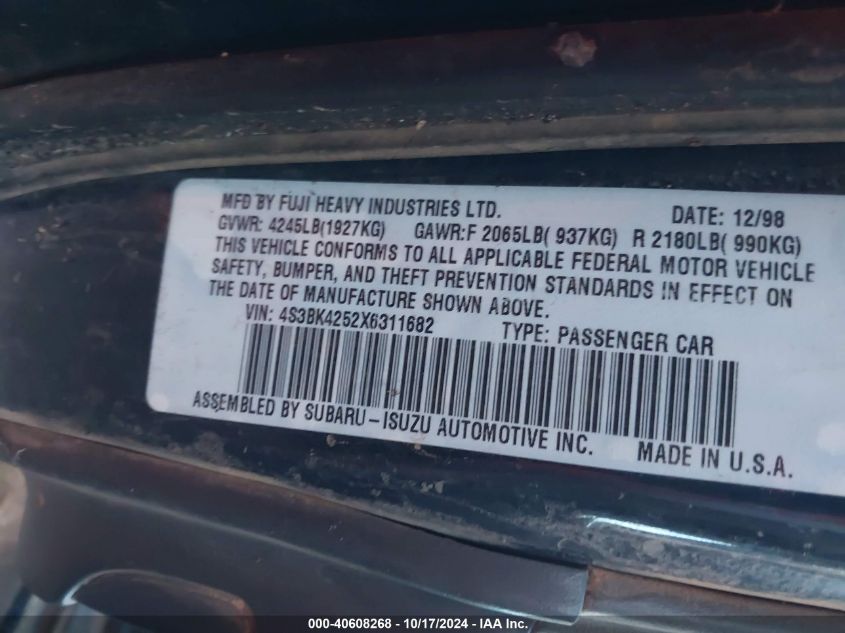 MFD BY FUJI HEAVY INDUSTRIES LTD. DATE: 12/98
GVWR: 4245LB(1927KG) GAWR:F 2065LB( 937KG) R 2180LB( 990KG)
THIS VEHICLE CONFORMS TO ALL APPLICABLE FEDERAL MOTOR VEHICLE
SAFETY, BUMPER, AND THEFT PREVENTION STANDARDS IN EFFECT ON
THE DATE OF MANUFACTURE SHOWN ABOVE.
VIN: 4S3BK4252X6311682 TYPE: PASSENGER CAR
ASSEMBLED BY SUBARU-ISUZU AUTOMOTIVE INC. MADE IN U.S.A.
000-40608268 - 10/17/2024 - IAA Inc.